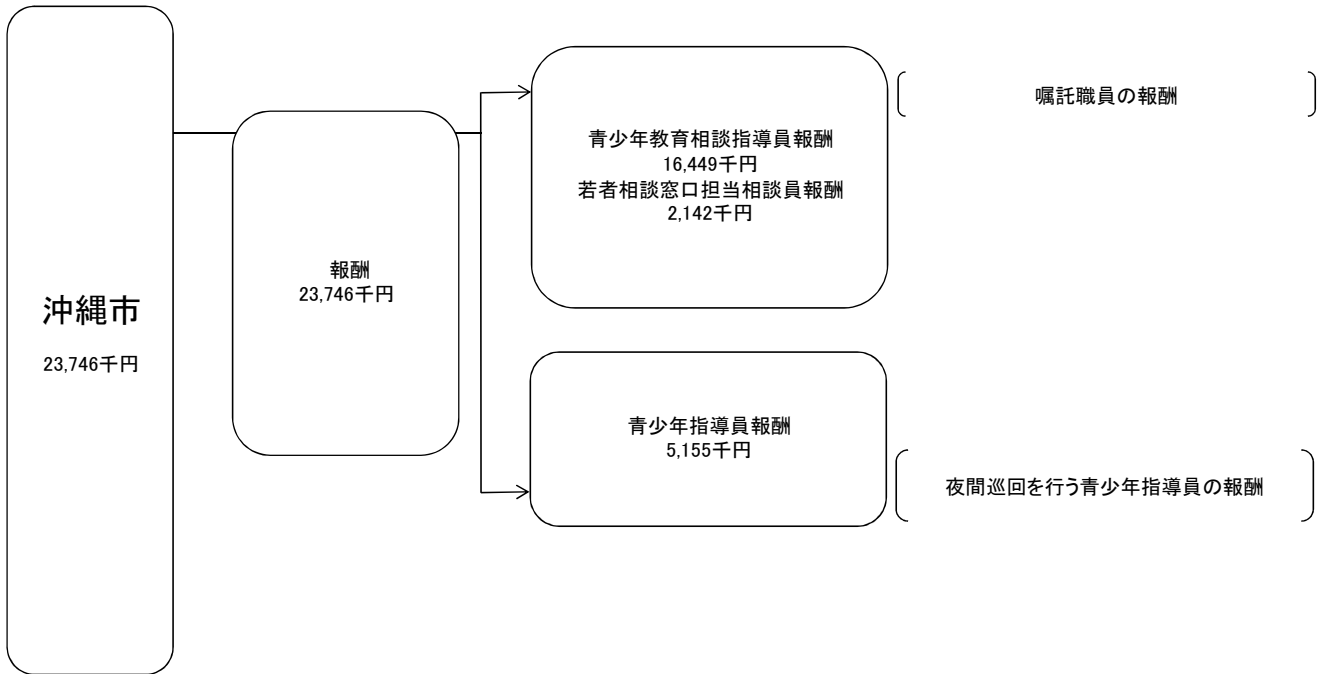 沖縄市
23,746千円
報酬
23,746千円
青少年教育相談指導員報酬
16,449千円
若者相談窓口担当相談員報酬
2,142千円
嘱託職員の報酬
青少年指導員報酬
5,155千円
夜間巡回を行う青少年指導員の報酬